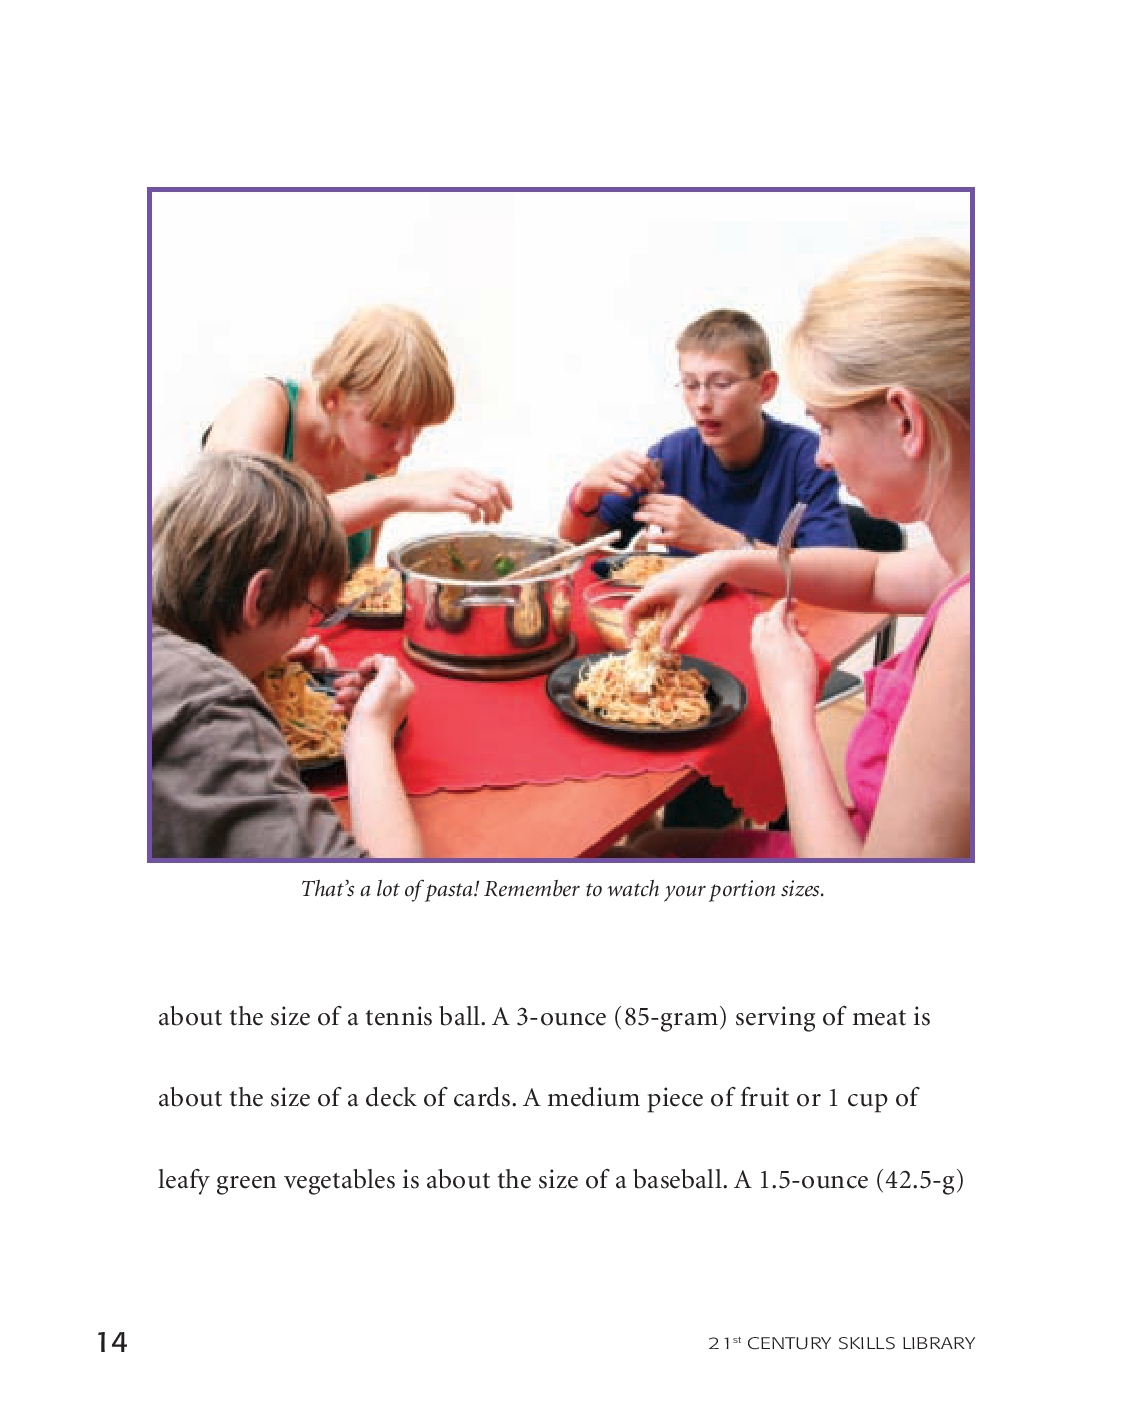 That's a lot of pasta! Remember to watch your portion sizes.
about the size of a tennis ball. A 3-ounce (85-gram) serving of meat is
about the size of a deck of cards. A medium piece of fruit or 1 cup of
leafy green vegetables is about the size of a baseball. A 1.5-ounce (42.5-g)
14
21st CENTURY SKILLS LIBRARY